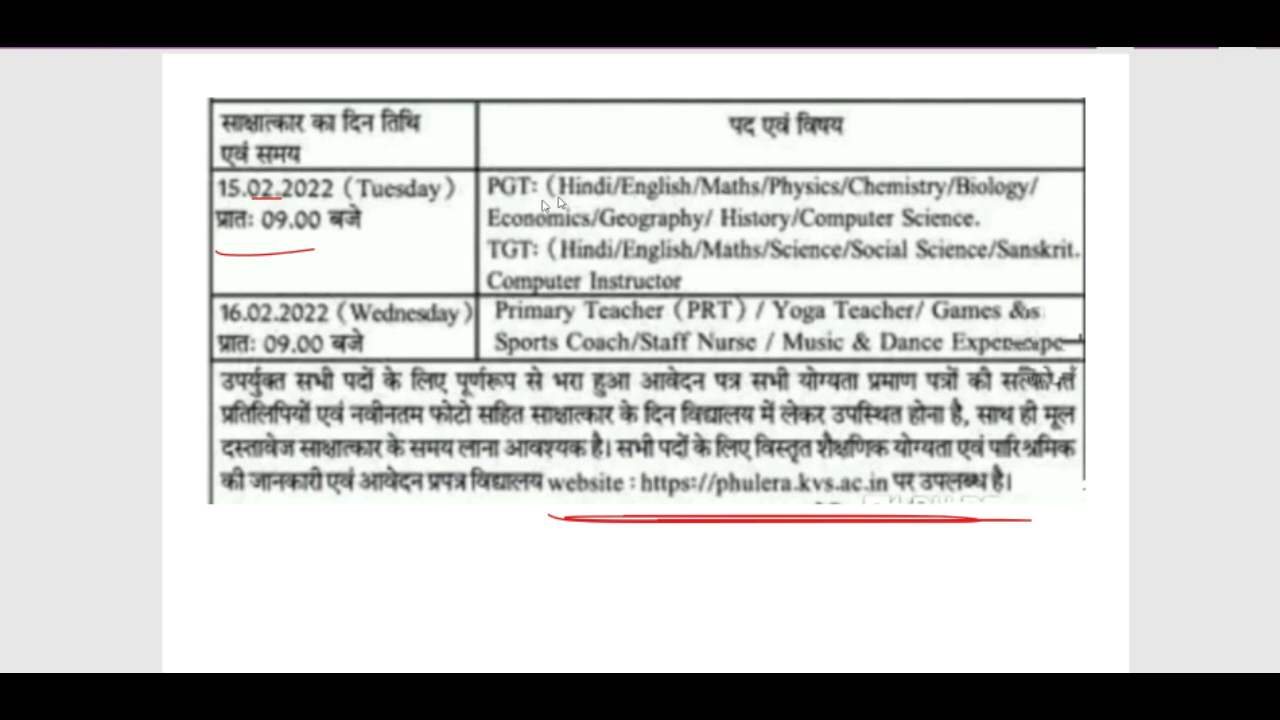 साक्षात्कार का दिन तिथि
एवं समय
पद एवं विषय
15.02.2022 (Tuesday)
प्रातः 09.00 बजे
PGT: (Hindi/English/Maths/Physics/Chemistry/Biology/
Economics/Geography/ History/Computer Science.
TGT: (Hindi/English/Maths/Science/Social Science/Sanskrit.
Computer Instructor
16.02.2022 (Wednesday)
प्रातः 09.00 बजे
Primary Teacher (PRT) / Yoga Teacher/ Games &
Sports Coach/Staff Nurse / Music & Dance
उपर्युक्त सभी पदों के लिए पूर्णरूप से भरा हुआ आवेदन पत्र सभी योग्यता प्रमाण पत्रों की
प्रतिलिपियों एवं नवीनतम फोटो सहित साक्षात्कार के दिन विद्यालय में लेकर उपस्थित होना है, साथ ही मूल
दस्तावेज साक्षात्कार के समय लाना आवश्यक है। सभी पदों के लिए विस्तृत शैक्षणिक योग्यता एवं पारिश्रमिक
की जानकारी एवं आवेदन प्रपत्र विद्यालय website : https://phulera.kvs.ac.in पर उपलब्ध है।